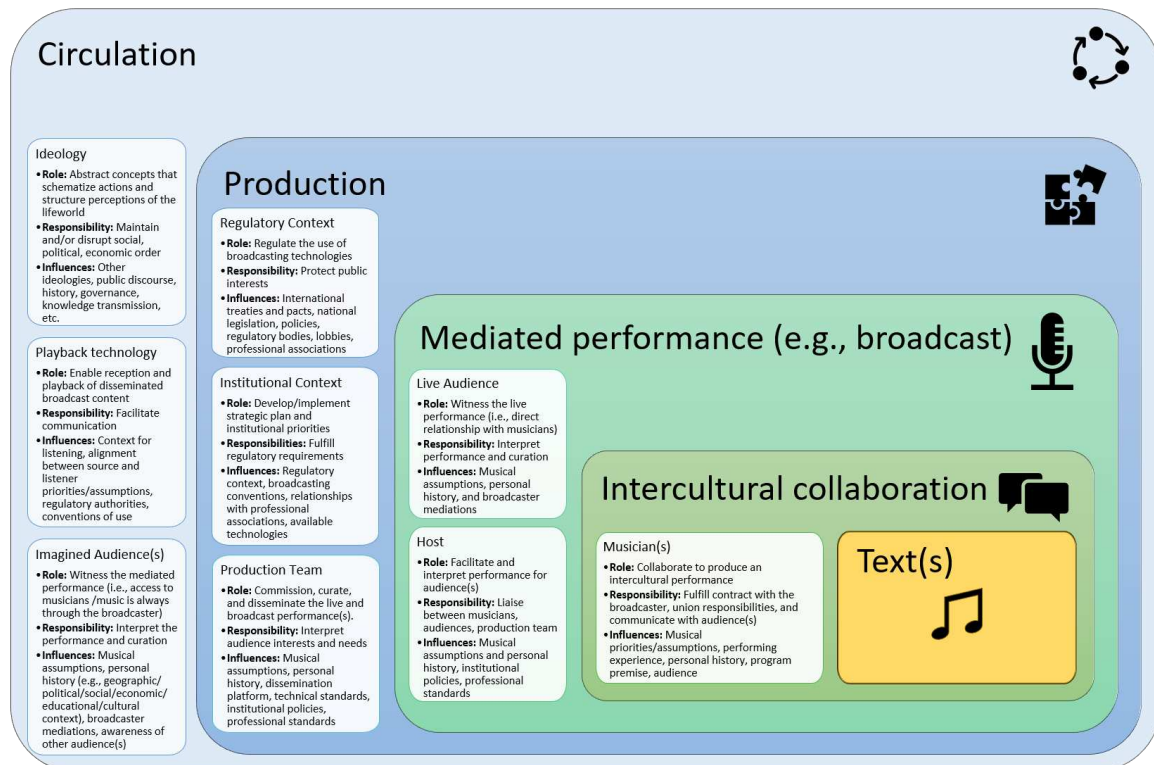 Circulation
Ideology
•Role: Abstract concepts that
schematize actions and
structure perceptions of the
lifeworld
•Responsibility: Maintain
and/or disrupt social,
political, economic order
•Influences: Other
ideologies, public discourse,
history, governance,
knowledge transmission,
etc.
Playback technology
•Role: Enable reception and
playback of disseminated
broadcast content
•Responsibility: Facilitate
communication
•Influences: Context for
listening, alignment
between source and
listener
priorities/assumptions,
regulatory authorities,
conventions of use
Imagined Audience(s)
•Role: Witness the mediated
performance (i.e., access to
musicians /music is always
through the broadcaster)
•Responsibility: Interpret the
performance and curation
•Influences: Musical
assumptions, personal
history (e.g., geographic/
political/social/economic/
educational/cultural
context), broadcaster
mediations, awareness of
other audience(s)
Production
Regulatory Context
•Role: Regulate the use of
broadcasting technologies
•Responsibility: Protect public
interests
•Influences: International
treaties and pacts, national
legislation, policies,
regulatory bodies, lobbies,
professional associations
Institutional Context
•Role: Develop/implement
strategic plan and
institutional priorities
•Responsibilities: Fulfill
regulatory requirements
•Influences: Regulatory
context, broadcasting
conventions, relationships
with professional
associations, available
technologies
Production Team
•Role: Commission, curate,
and disseminate the live and
broadcast performance(s).
•Responsibility: Interpret
audience interests and needs
•Influences: Musical
assumptions, personal
history, dissemination
platform, technical standards,
institutional policies,
professional standards
Mediated performance (e.g., broadcast)
Live Audience
•Role: Witness the live
performance (i.e., direct
relationship with musicians)
•Responsibility: Interpret
performance and curation
•Influences: Musical
assumptions, personal
history, and broadcaster
mediations
Host
•Role: Facilitate and
interpret performance for
audience(s)
•Responsibility: Liaise
between musicians,
audiences, production team
•Influences: Musical
assumptions and personal
history, institutional
policies, professional
standards
Intercultural collaboration
Musician(s)
•Role: Collaborate to produce an
intercultural performance
•Responsibility: Fulfill contract with the
broadcaster, union responsibilities, and
communicate with audience(s)
•Influences: Musical
priorities/assumptions, performing
experience, personal history, program
premise, audience
Text(s)